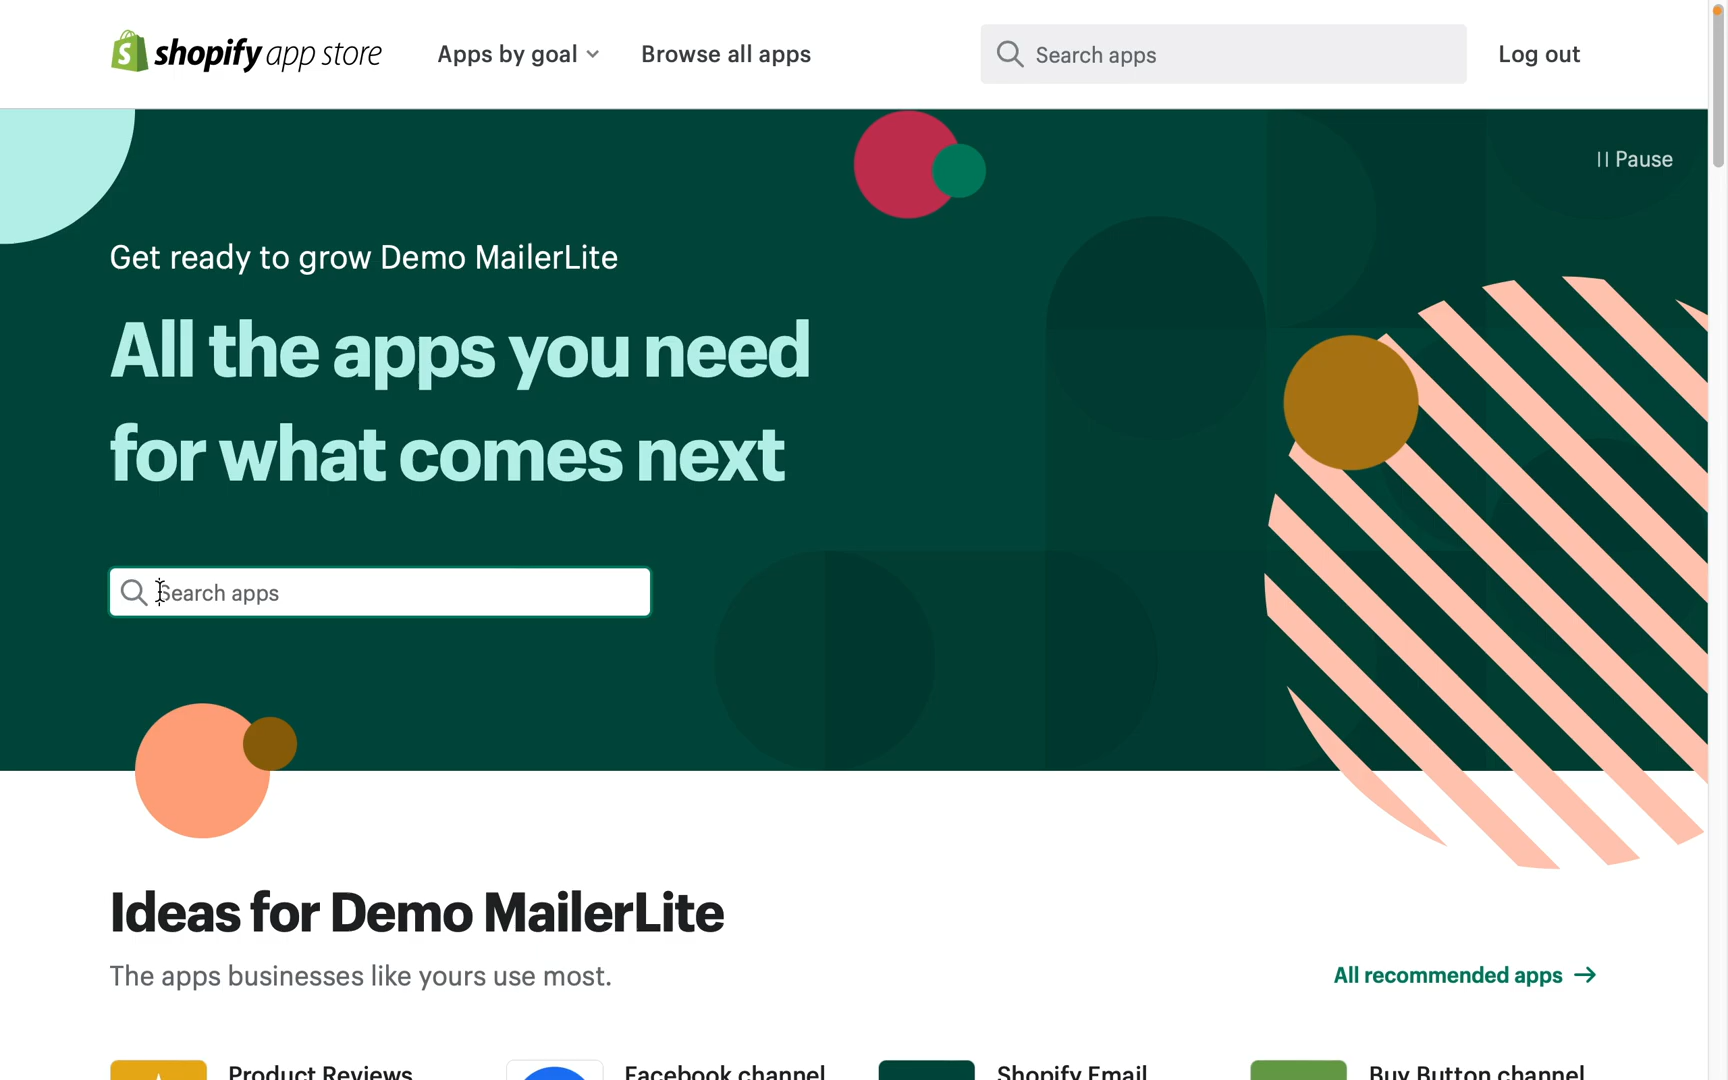 shopify app store
Apps by goal
Browse all apps
Search apps
Log out
Pause
Get ready to grow Demo MailerLite
All the apps you need
for what comes next
Search apps
Ideas for Demo MailerLite
The apps businesses like yours use most.
All recommended apps →
Product Reviews
Facebook channel
Shopify Email
Buy Button channel